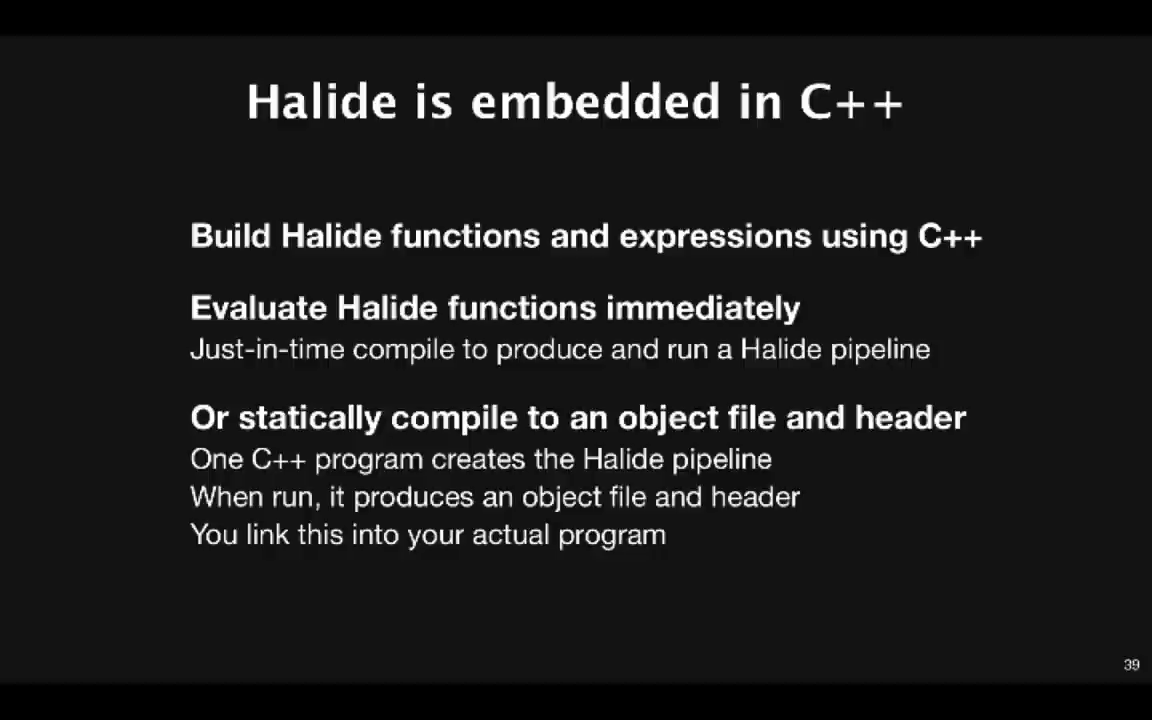 Halide is embedded in C++
Build Halide functions and expressions using C++
Evaluate Halide functions immediately
Just-in-time compile to produce and run a Halide pipeline
Or statically compile to an object file and header
One C++ program creates the Halide pipeline
When run, it produces an object file and header
You link this into your actual program
39